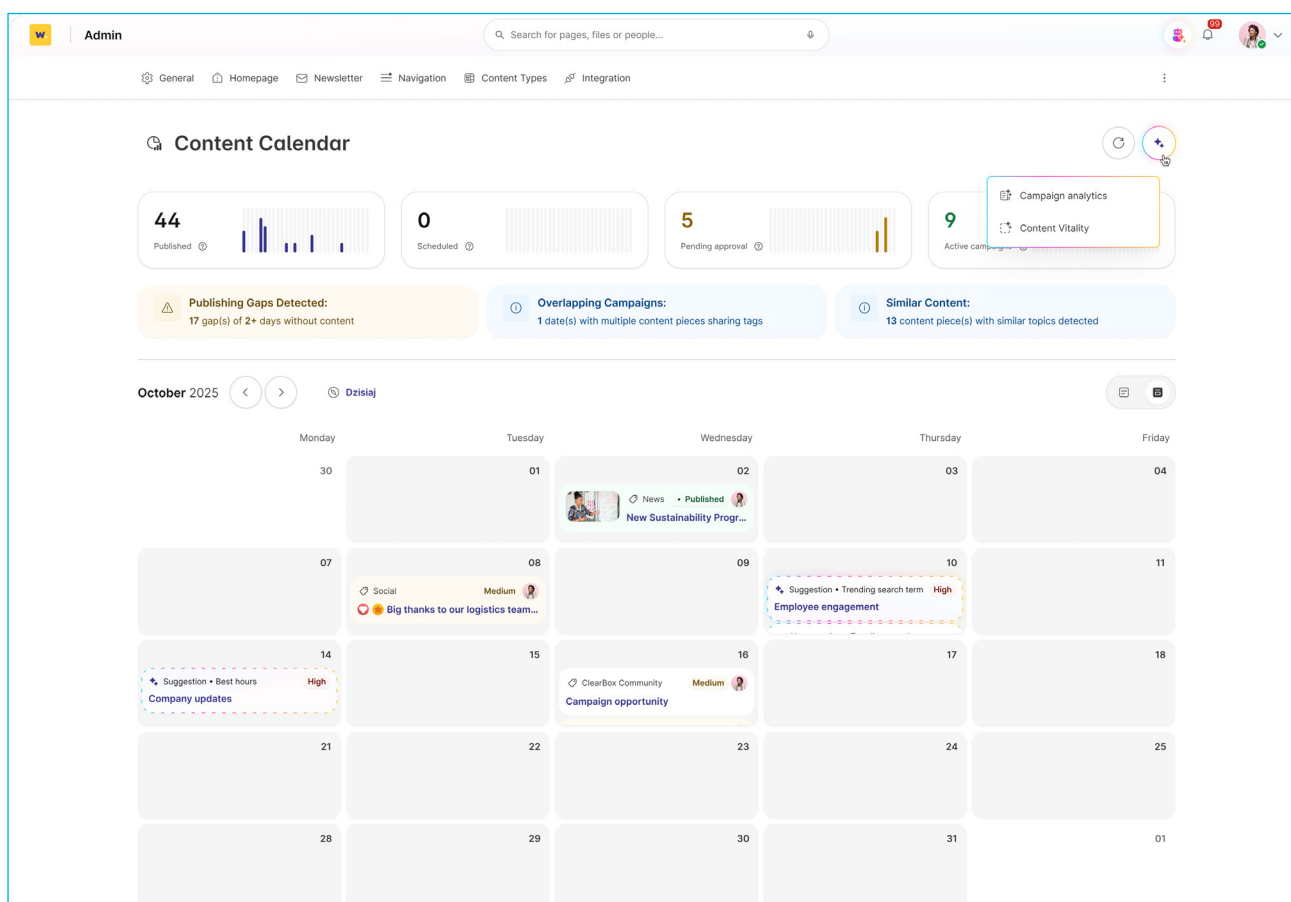 w.
Admin
Search for pages, files or people...
99
General
Homepage
Newsletter
Navigation
Content Types
Integration
Content Calendar
Campaign analytics
Content Vitality
44
Published
0
Scheduled
5
Pending approval
9
Active
Publishing Gaps Detected:
17 gap(s) of 2+ days without content
Overlapping Campaigns:
1 date(s) with multiple content pieces sharing tags
Similar Content:
13 content piece(s) with similar topics detected
October 2025
Dzisiaj
Monday
Tuesday
Wednesday
Thursday
Friday
30
01
02
03
04
News • Published
New Sustainability Progr...
07
08
09
10
11
Social
Medium
Big thanks to our logistics team...
Suggestion • Trending search term High
Employee engagement
14
15
16
17
18
Suggestion • Best hours High
Company updates
ClearBox Community Medium
Campaign opportunity
21
22
23
24
25
28
29
30
31
01